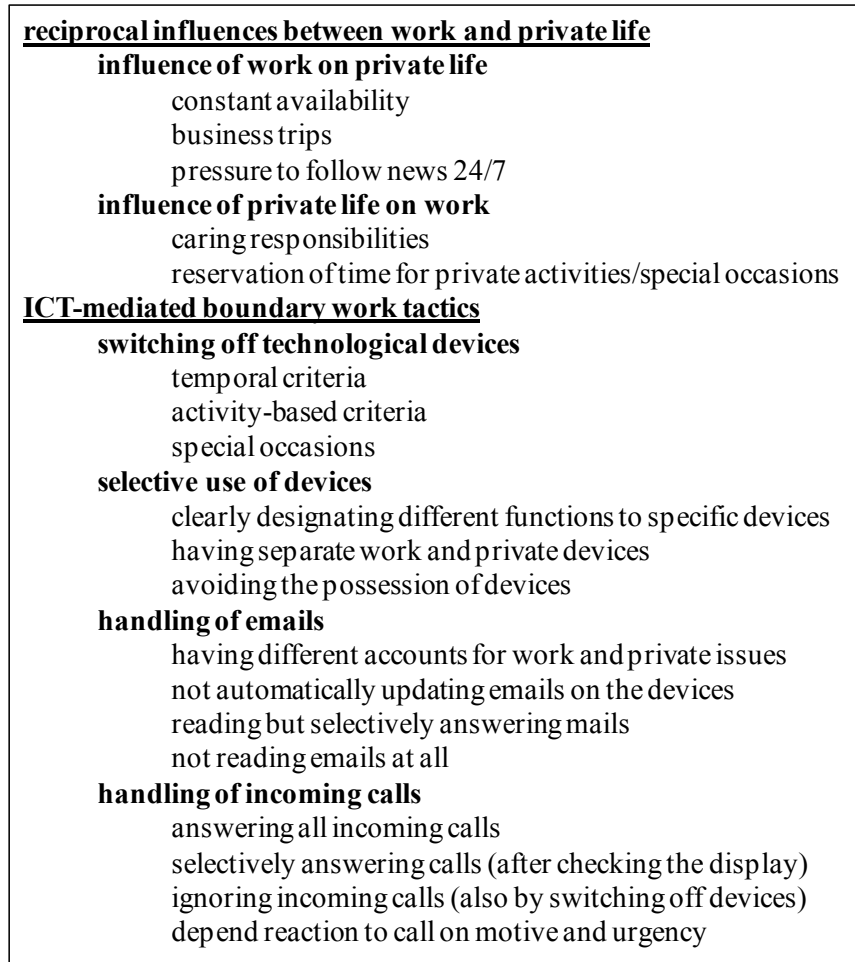 reciprocal influences between work and private life
influence of work on private life
constant availability
business trips
pressure to follow news 24/7
influence of private life on work
caring responsibilities
reservation of time for private activities/special occasions
ICT-mediated boundary work tactics
switching off technological devices
temporal criteria
activity-based criteria
special occasions
selective use of devices
clearly designating different functions to specific devices
having separate work and private devices
avoiding the possession of devices
handling of emails
having different accounts for work and private issues
not automatically updating emails on the devices
reading but selectively answering mails
not reading emails at all
handling of incoming calls
answering all incoming calls
selectively answering calls (after checking the display)
ignoring incoming calls (also by switching off devices)
depend reaction to call on motive and urgency